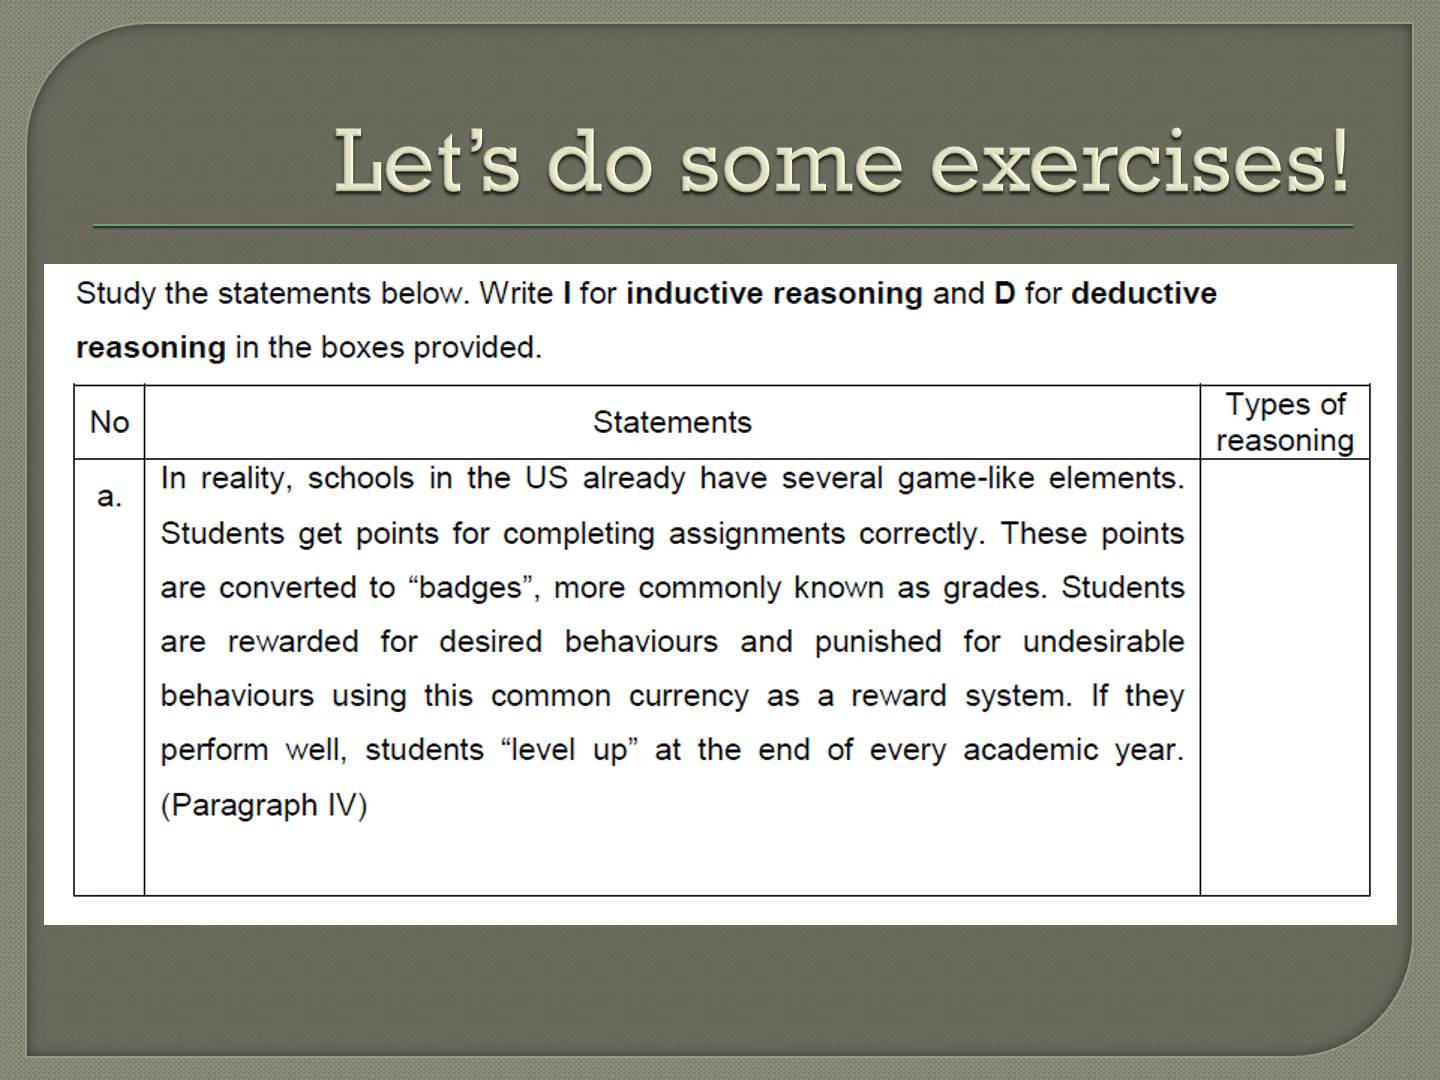 Let’s do some exercises!
Study the statements below. Write I for inductive reasoning and D for deductive
reasoning in the boxes provided.
No
Statements
Types of
reasoning
a.
In reality, schools in the US already have several game-like elements.
Students get points for completing assignments correctly. These points
are converted to “badges”, more commonly known as grades. Students
are rewarded for desired behaviours and punished for undesirable
behaviours using this common currency as a reward system. If they
perform well, students “level up” at the end of every academic year.
(Paragraph IV)